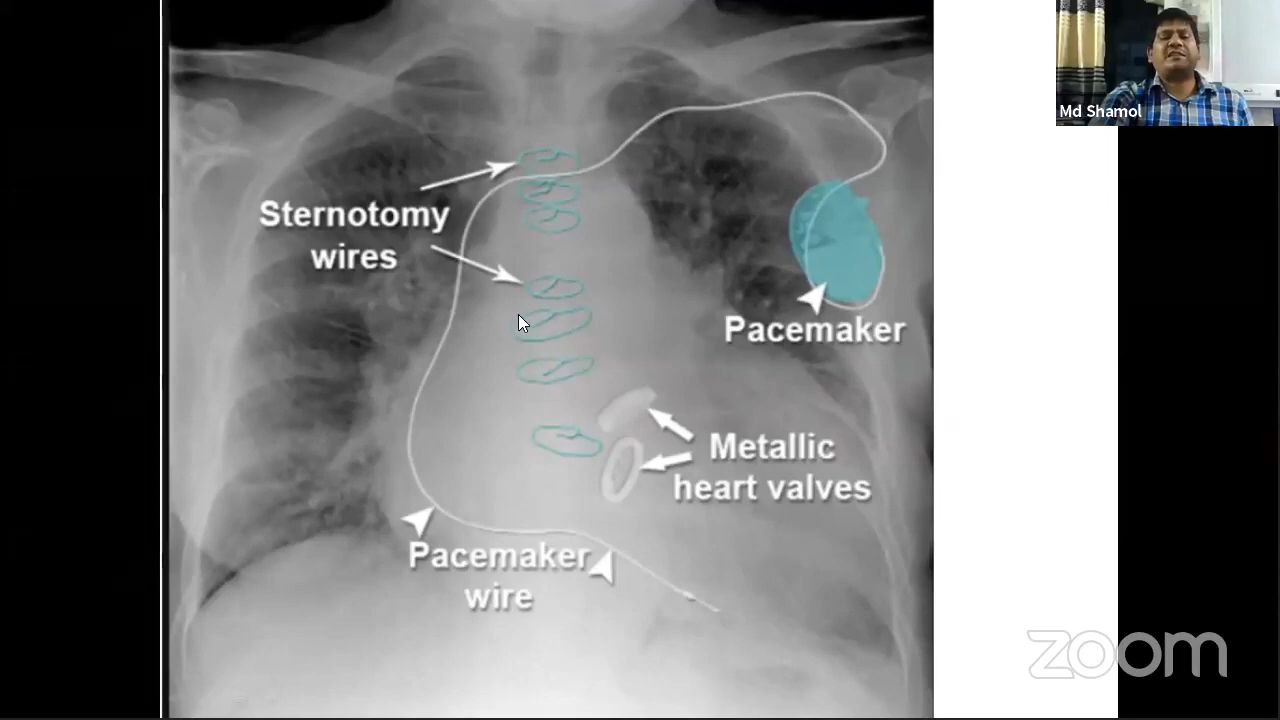 Md Shamol
Sternotomy
wires
Pacemaker
Metallic
heart valves
Pacemaker
wire
zoom